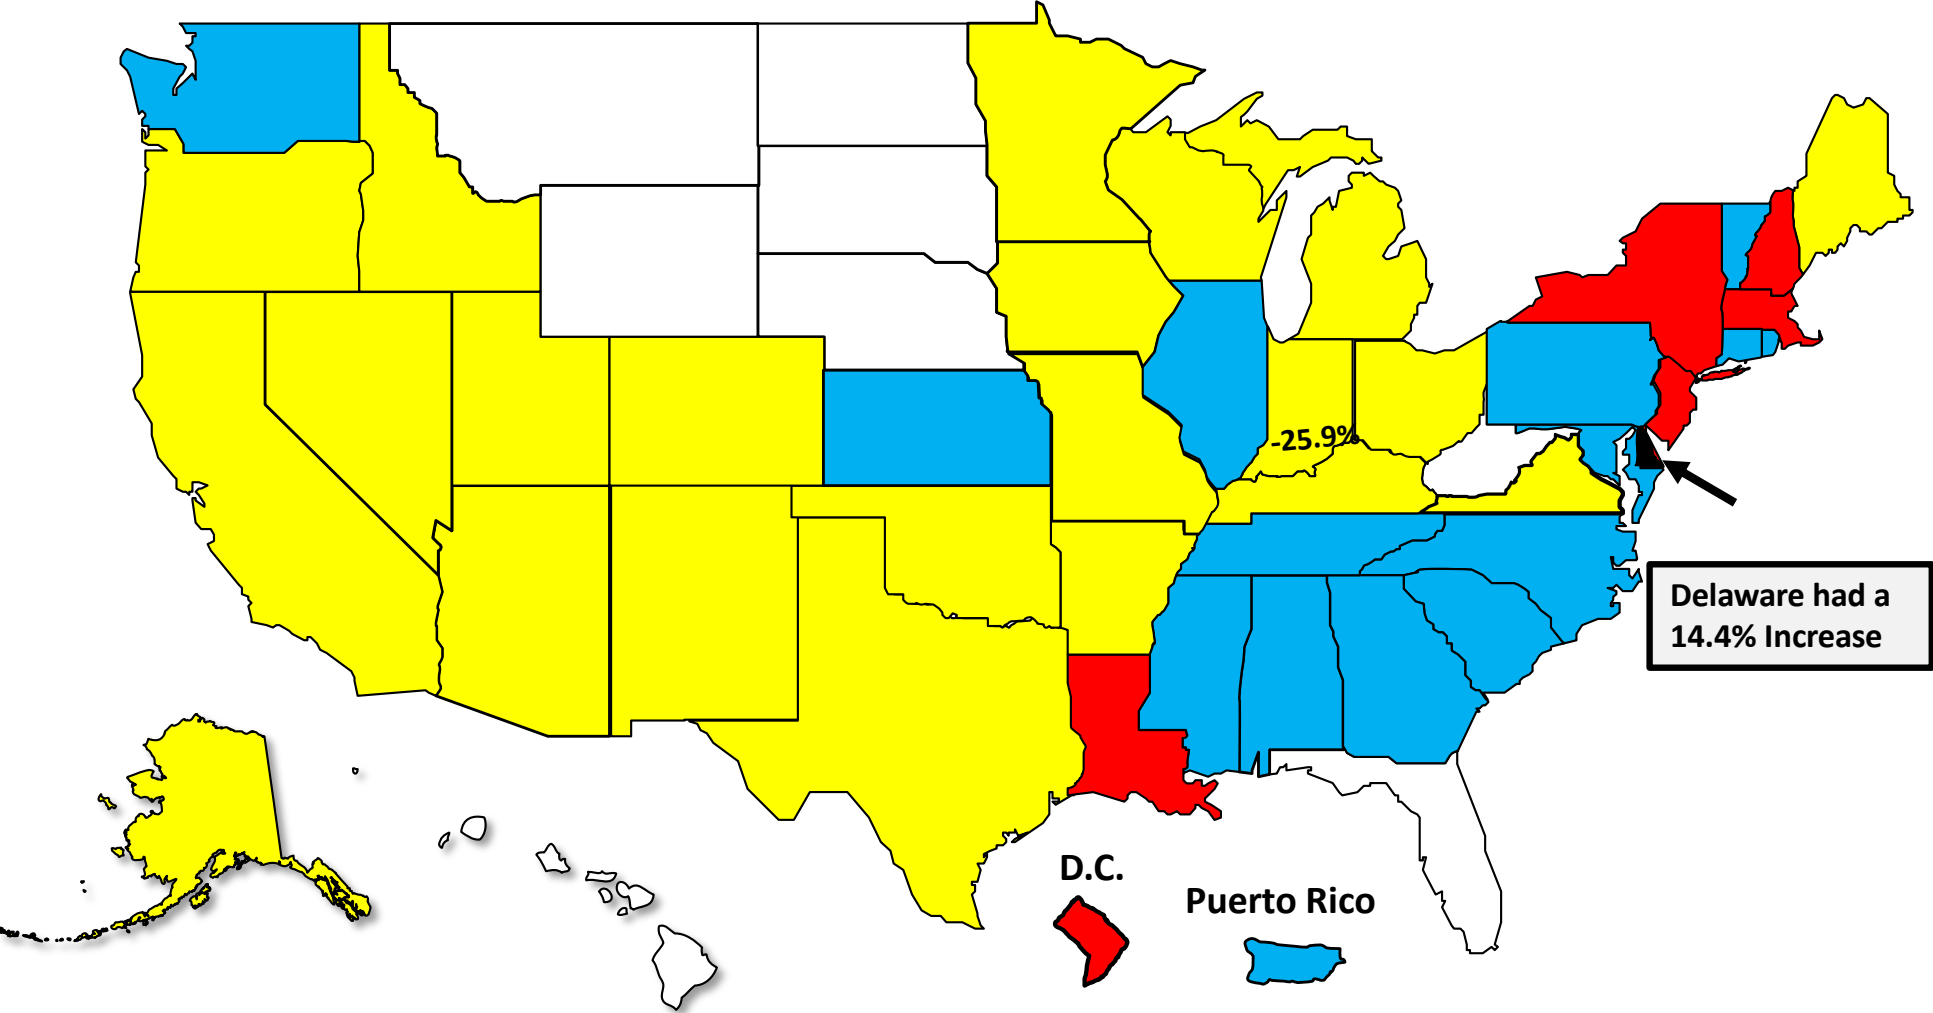 -25.9%
Delaware had a
14.4% Increase
D.C.
Puerto Rico